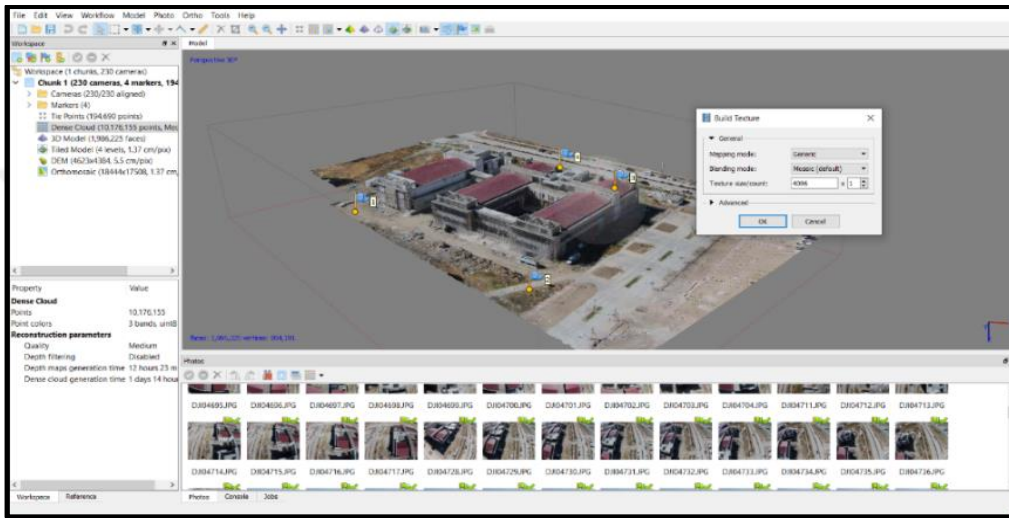 File Edit View Workflow Model Photo Ortho Tools Help
Workspace
Model
Workspace (1 chunks, 230 cameras)
Chunk 1 (230 cameras, 4 markers, 194
Cameras (230/230 aligned)
Markers (4)
Tie Points (194,690 points)
Dense Cloud (10,176,155 points, Med
3D Model (1,986,225 faces)
Tiled Model (4 levels, 1.37 cm/pix)
DEM (4623x4384, 5.5 cm/pix)
Orthomosaic (18444x17508, 1.37 cm,
Perspective 30°
Build Texture
General
Mapping mode: Generic
Blending mode: Mosaic (default)
Texture size/count: 4096 x 1
Advanced
OK Cancel
Property Value
Dense Cloud
Points 10,176,155
Point colors 3 bands, uint8
Reconstruction parameters
Quality Medium
Depth filtering Disabled
Depth maps generation time 12 hours 23 m
Dense cloud generation time 1 days 14 hour
Photos
DJI04695.JPG DJI04696.JPG DJI04697.JPG DJI04698.JPG DJI04699.JPG DJI04700.JPG DJI04701.JPG DJI04702.JPG DJI04703.JPG DJI04704.JPG DJI04711.JPG DJI04712.JPG DJI04713.JPG
DJI04714.JPG DJI04715.JPG DJI04716.JPG DJI04717.JPG DJI04728.JPG DJI04729.JPG DJI04730.JPG DJI04731.JPG DJI04732.JPG DJI04733.JPG DJI04734.JPG DJI04735.JPG DJI04736.JPG
Workspace Reference
Photos Console Jobs